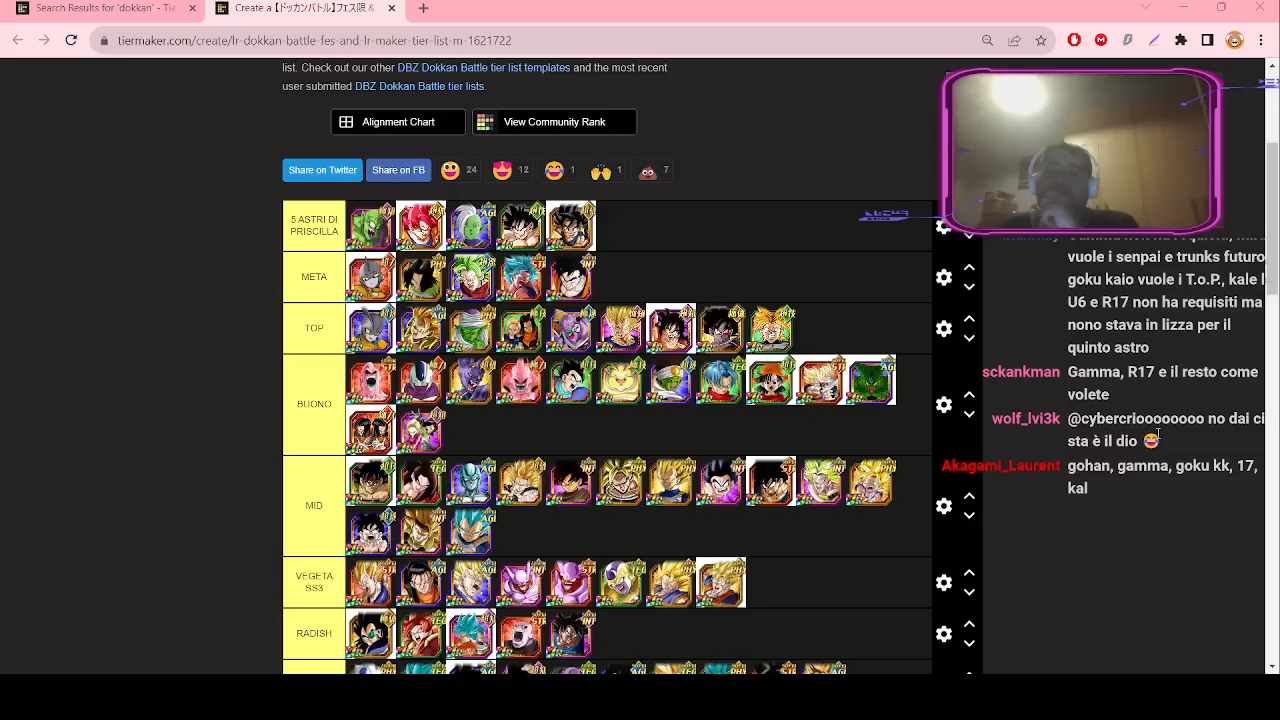 Search Results for 'dokkan' - Tie
Create a 【ドッカンバトル】フェス限 &
tiermaker.com/create/lr-dokkan-battle-fes-and-lr-maker-tier-list-m-1621722
list. Check out our other DBZ Dokkan Battle tier list templates and the most recent
user submitted DBZ Dokkan Battle tier lists.
Alignment Chart
View Community Rank
Share on Twitter
Share on FB
24
12
1
1
7
5 ASTRI DI
PRISCILLA
META
TOP
BUONO
MID
VEGETA
SS3
RADISH
vuole i senpai e trunks futuro
goku kaio vuole i T.o.P., kale l
U6 e R17 non ha requisiti ma
nono stava in lizza per il
quinto astro
sckankman Gamma, R17 e il resto come
volete
wolf_lvi3k @cybercrioooooooo no dai ci
sta è il dio 😅
Akagami_Laurent gohan, gamma, goku kk, 17,
kal